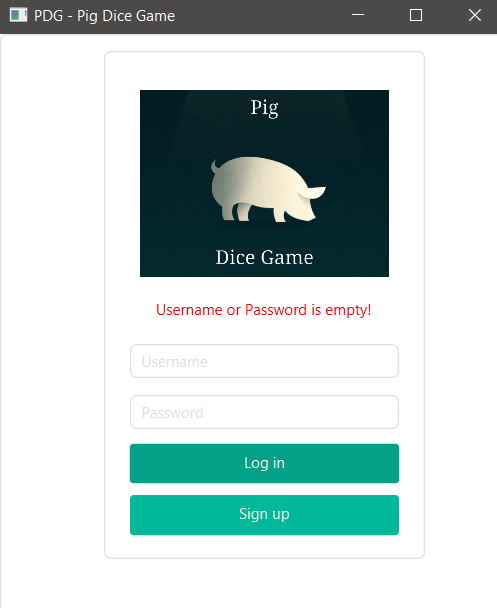 PDG - Pig Dice Game
Pig
Dice Game
Username or Password is empty!
Username
Password
Log in
Sign up